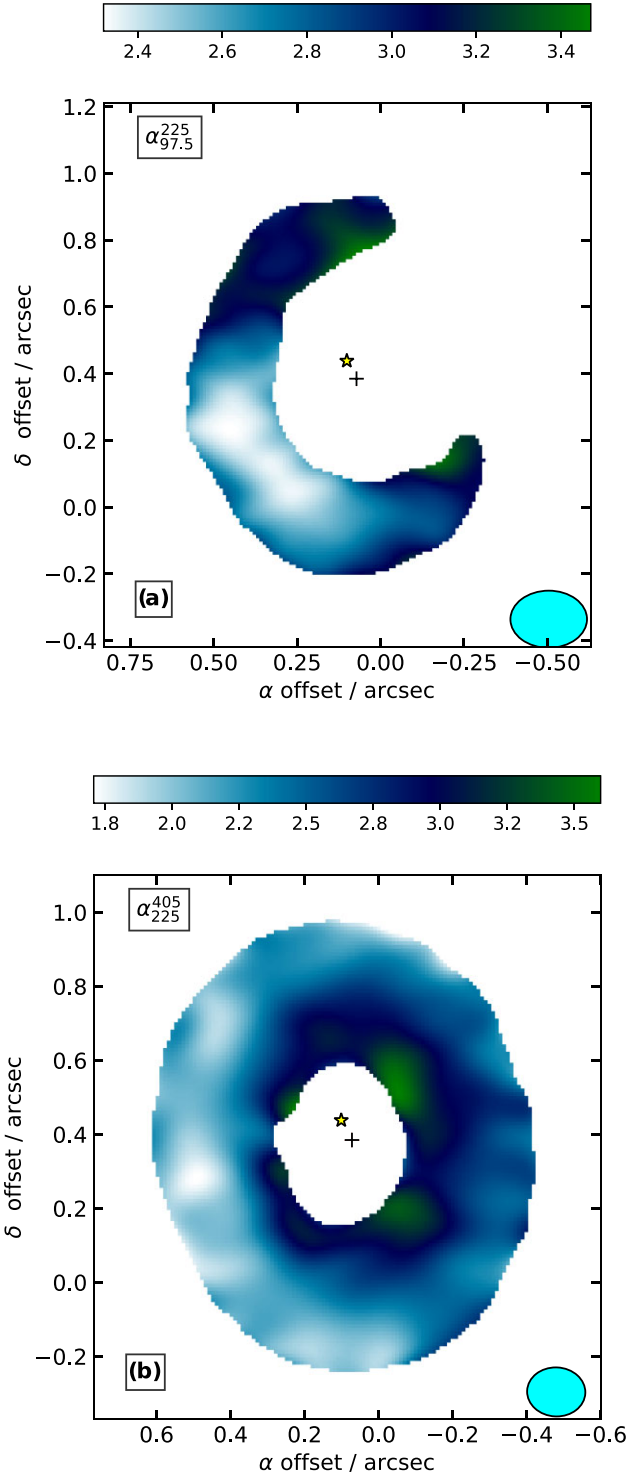 2.4 2.6 2.8 3.0 3.2 3.4
α 225 97.5
1.2
1.0
0.8
0.6
0.4
0.2
0.0
−0.2
−0.4
δ offset / arcsec
(a)
0.75 0.50 0.25 0.00 −0.25 −0.50
α offset / arcsec
1.8 2.0 2.2 2.5 2.8 3.0 3.2 3.5
α 405 225
1.0
0.8
0.6
0.4
0.2
0.0
−0.2
δ offset / arcsec
(b)
0.6 0.4 0.2 0.0 −0.2 −0.4 −0.6
α offset / arcsec